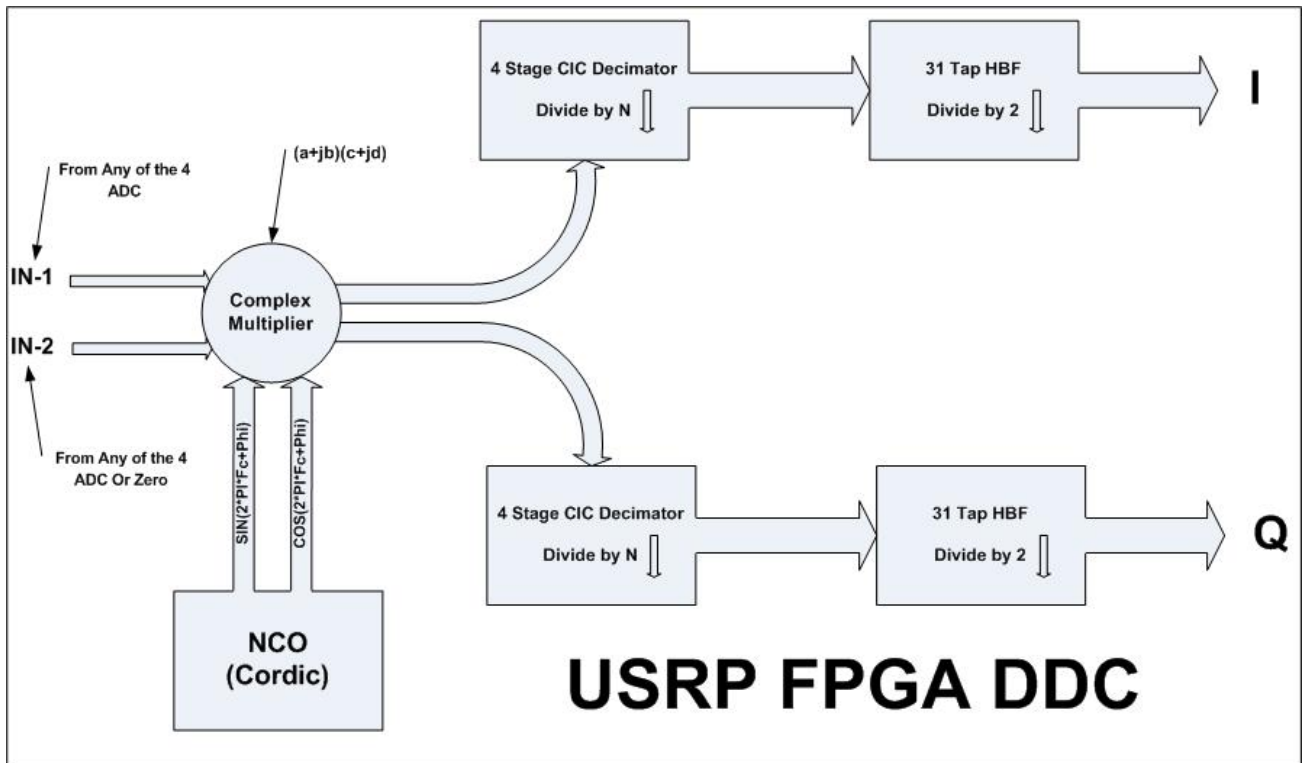 4 Stage CIC Decimator
Divide by N
31 Tap HBF
Divide by 2
I
(a+jb)(c+jd)
From Any of the 4
ADC
IN-1
Complex
Multiplier
IN-2
From Any of the 4
ADC Or Zero
SIN(2*PI*Fc+Phi)
COS(2*PI*Fc+Phi)
4 Stage CIC Decimator
Divide by N
31 Tap HBF
Divide by 2
Q
NCO
(Cordic)
USRP FPGA DDC